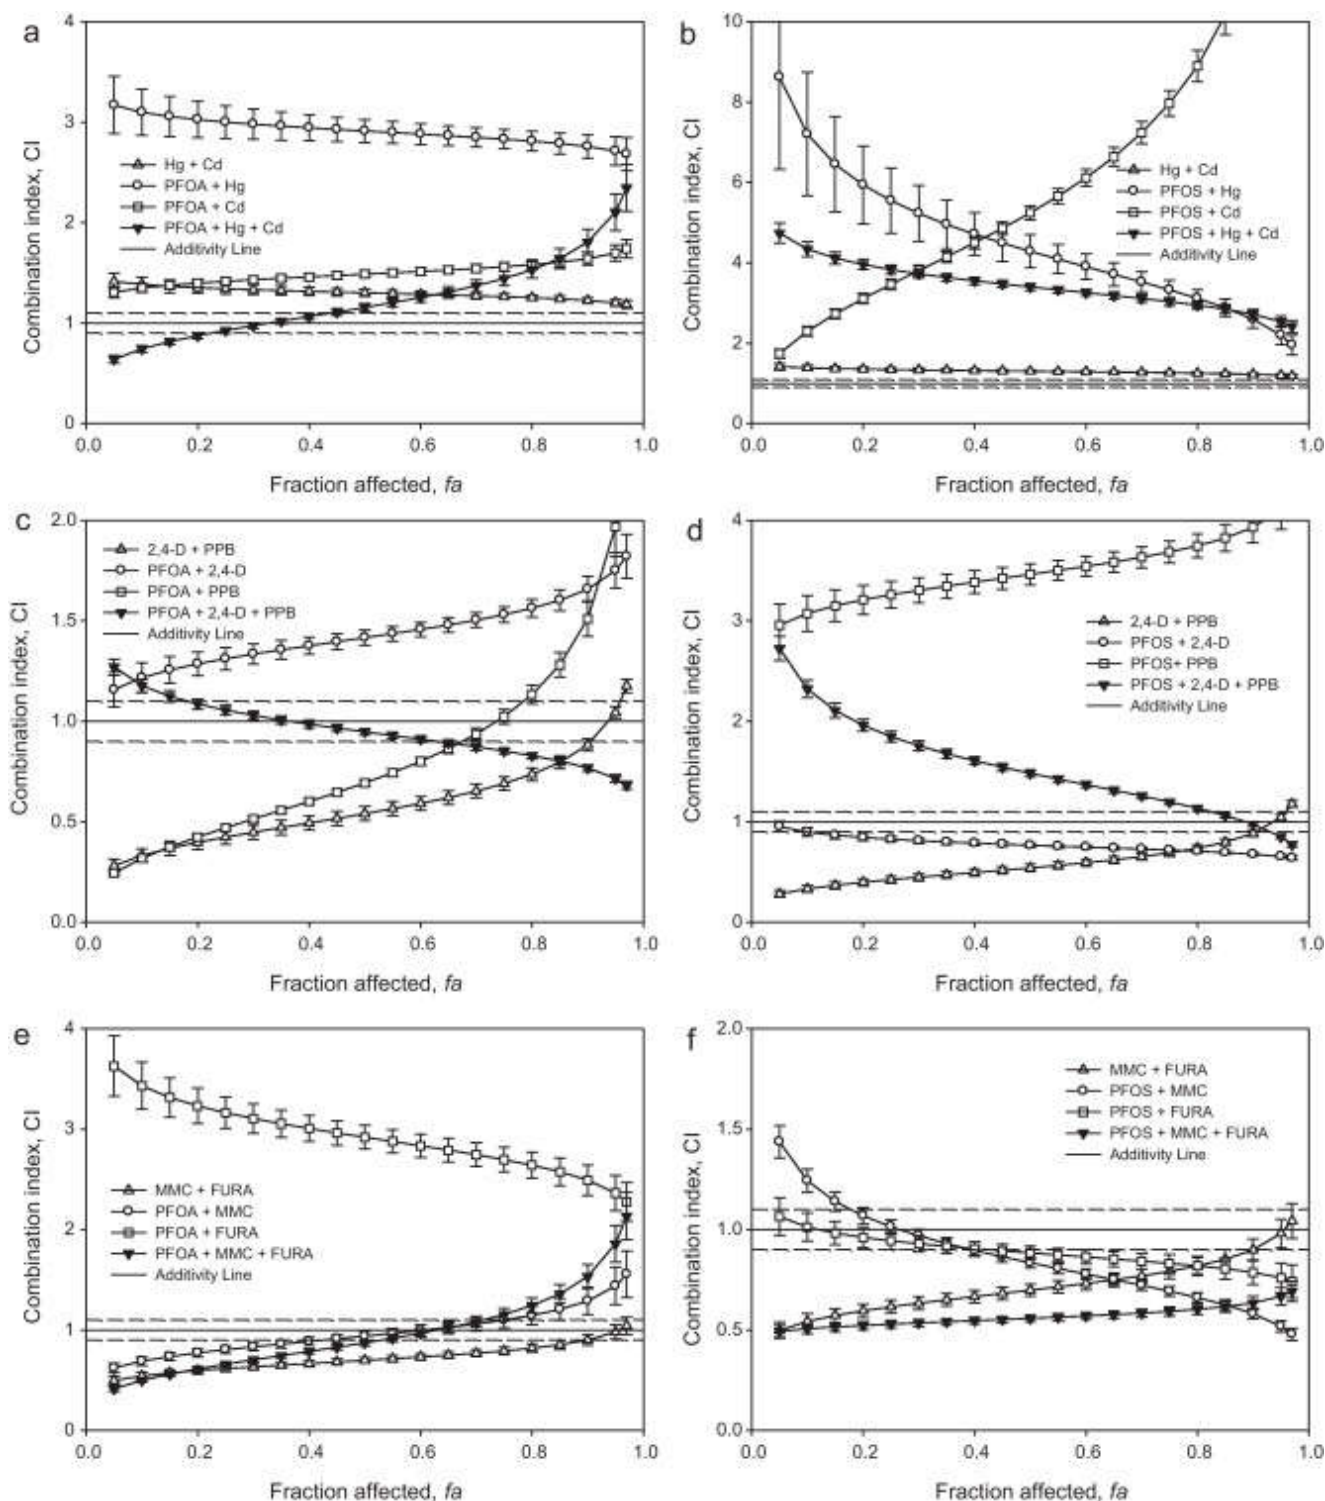 a
4
3
2
1
0
Combination index, CI
Hg + Cd
PFOA + Hg
PFOA + Cd
PFOA + Hg + Cd
Additivity Line
0.0 0.2 0.4 0.6 0.8 1.0
Fraction affected, fa
b
10
8
6
4
2
0
Combination index, CI
Hg + Cd
PFOS + Hg
PFOS + Cd
PFOS + Hg + Cd
Additivity Line
0.0 0.2 0.4 0.6 0.8 1.0
Fraction affected, fa
c
2.0
1.5
1.0
0.5
0.0
Combination index, CI
2,4-D + PPB
PFOA + 2,4-D
PFOA + PPB
PFOA + 2,4-D + PPB
Additivity Line
0.0 0.2 0.4 0.6 0.8 1.0
Fraction affected, fa
d
4
3
2
1
0
Combination index, CI
2,4-D + PPB
PFOS + 2,4-D
PFOS+ PPB
PFOS + 2,4-D + PPB
Additivity Line
0.0 0.2 0.4 0.6 0.8 1.0
Fraction affected, fa
e
4
3
2
1
0
Combination index, CI
MMC + FURA
PFOA + MMC
PFOA + FURA
PFOA + MMC + FURA
Additivity Line
0.0 0.2 0.4 0.6 0.8 1.0
Fraction affected, fa
f
2.0
1.5
1.0
0.5
0.0
Combination index, CI
MMC + FURA
PFOS + MMC
PFOS + FURA
PFOS + MMC + FURA
Additivity Line
0.0 0.2 0.4 0.6 0.8 1.0
Fraction affected, fa